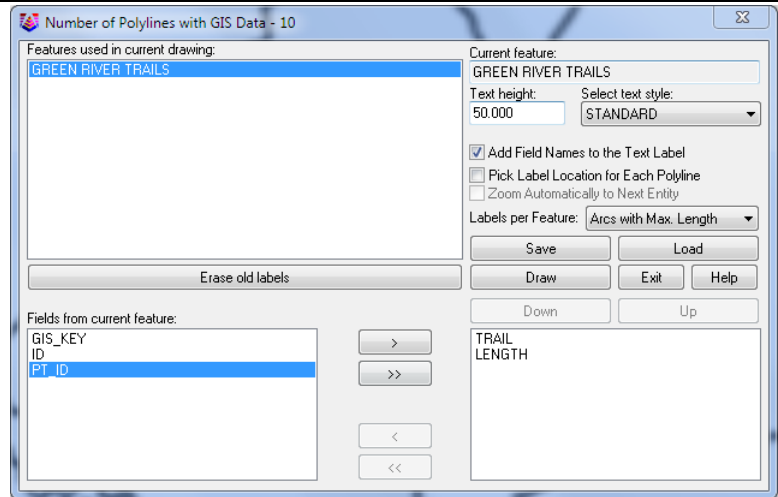 Number of Polylines with GIS Data - 10
Features used in current drawing:
GREEN RIVER TRAILS
Erase old labels
Current feature:
GREEN RIVER TRAILS
Text height:
Select text style:
50.000
STANDARD
Add Field Names to the Text Label
Pick Label Location for Each Polyline
Zoom Automatically to Next Entity
Labels per Feature:
Arcs with Max. Length
Save
Load
Draw
Exit
Help
Down
Up
Fields from current feature:
GIS_KEY
ID
PT_ID
>
>>
<
<<
TRAIL
LENGTH